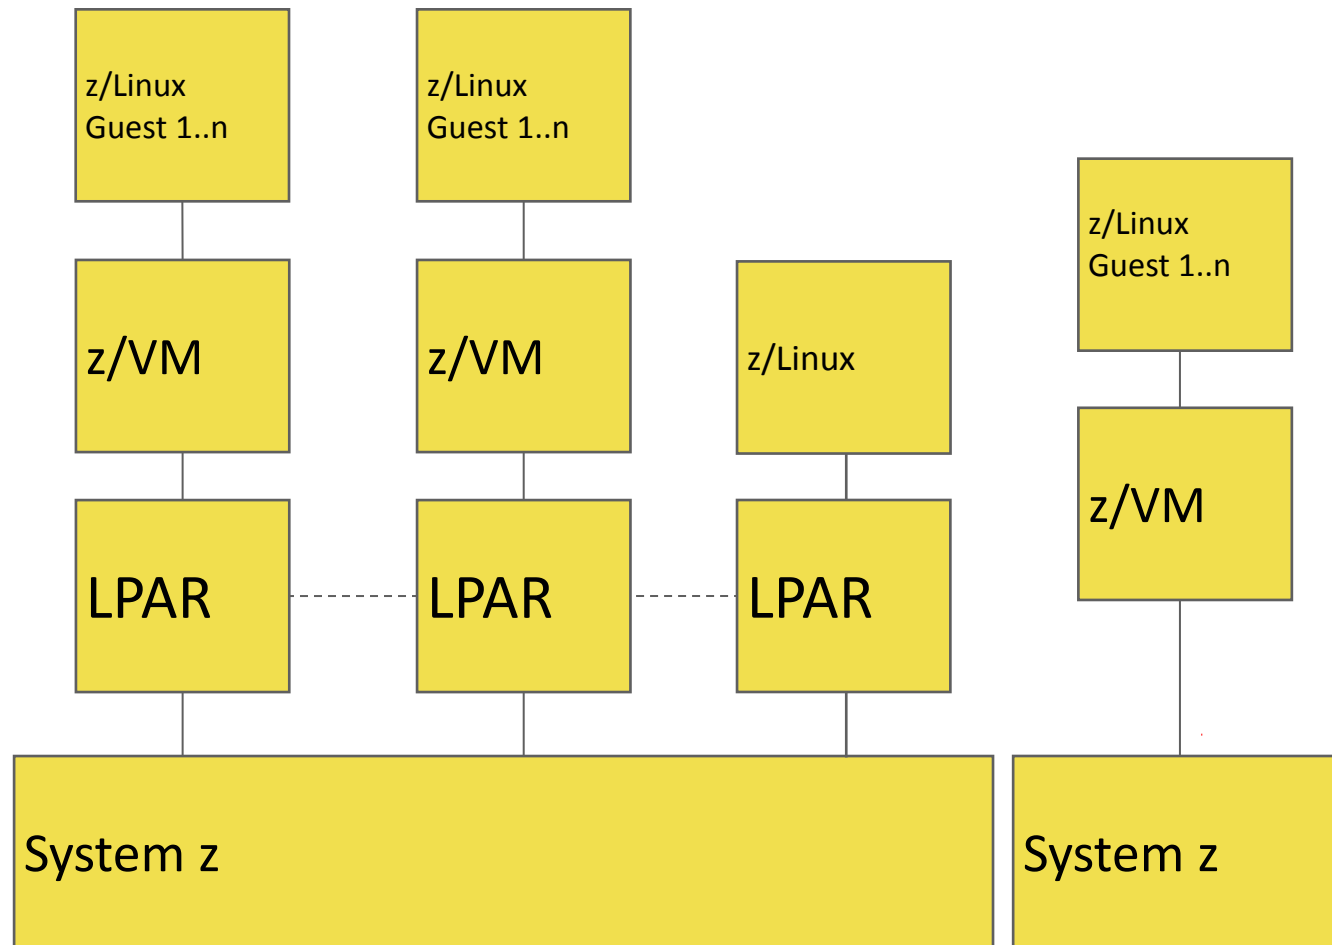 z/Linux
Guest 1..n
z/Linux
Guest 1..n
z/Linux
Guest 1..n
z/VM
z/VM
z/Linux
z/VM
LPAR
LPAR
LPAR
System z
System z